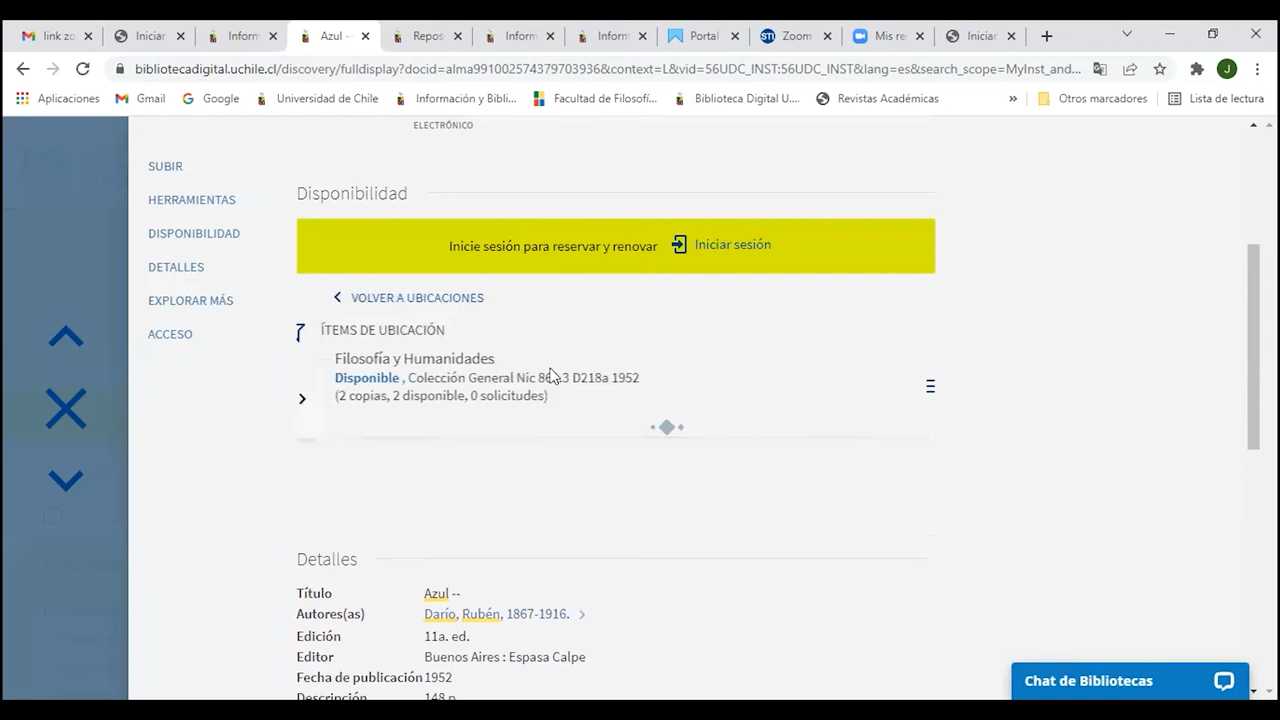 link zo
Iniciar
Inform
Azul --
Repos
Inform
Inform
Portal
STI
Zoom
Mis re
Iniciar
bibliotecadigital.uchile.cl/discovery/fulldisplay?docid=alma991002574379703936&context=L&vid=56UDC_INST:56UDC_INST&lang=es&search_scope=MyInst_and...
J
Aplicaciones
Gmail
Google
Universidad de Chile
Información y Bibli...
Facultad de Filosofí...
Biblioteca Digital U....
Revistas Académicas
»
Otros marcadores
Lista de lectura
ELECTRÓNICO
SUBIR
HERRAMIENTAS
DISPONIBILIDAD
DETALLES
EXPLORAR MÁS
ACCESO
Disponibilidad
Inicie sesión para reservar y renovar
Iniciar sesión
VOLVER A UBICACIONES
ÍTEMS DE UBICACIÓN
Filosofía y Humanidades
Disponible , Colección General Nic D218a 1952
(2 copias, 2 disponible, 0 solicitudes)
Detalles
Título Azul --
Autores(as) Darío, Rubén, 1867-1916.
Edición 11a. ed.
Editor Buenos Aires : Espasa Calpe
Fecha de publicación 1952
Descripción 148 p.
Chat de Bibliotecas